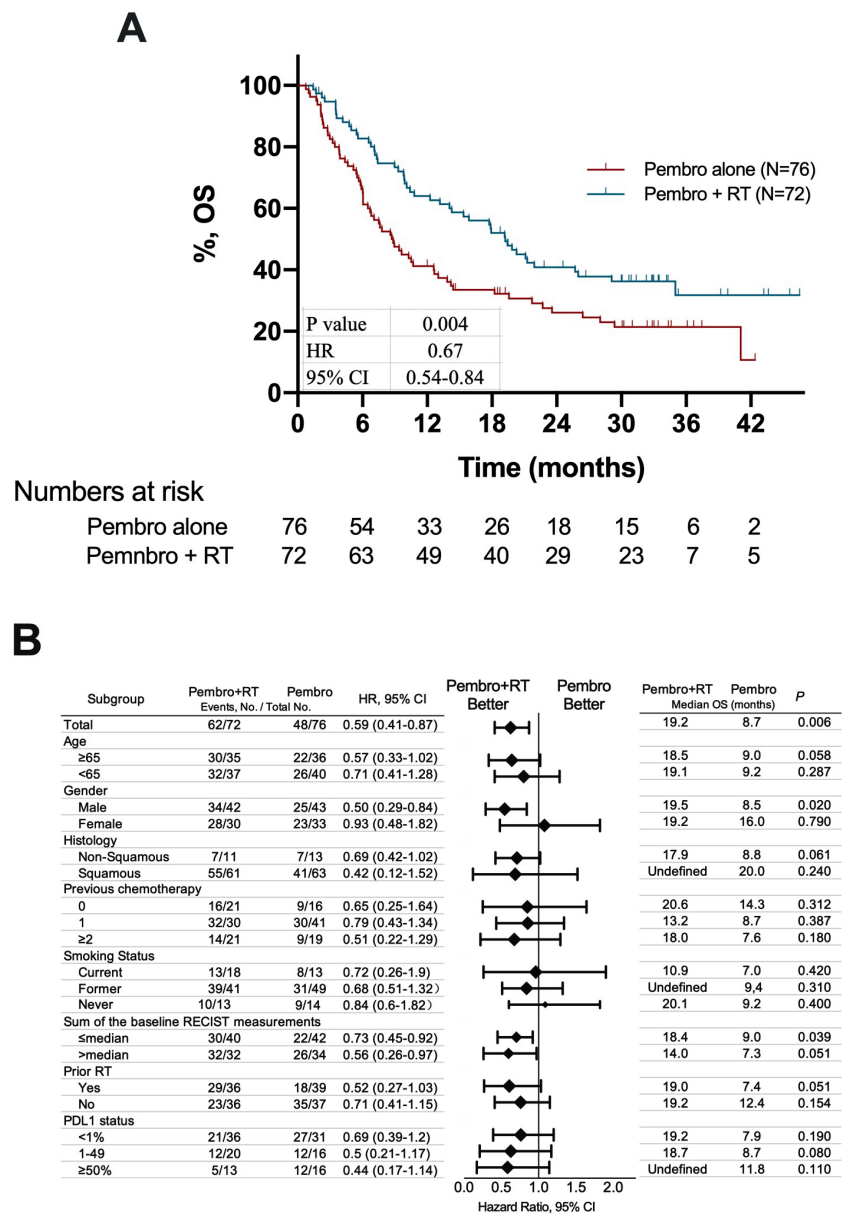 A
100
80
60
40
20
0
%, OS
Pembro alone (N=76)
Pembro + RT (N=72)
P value 0.004
HR 0.67
95% CI 0.54-0.84
0 6 12 18 24 30 36 42
Time (months)
Numbers at risk
Pembro alone 76 54 33 26 18 15 6 2
Pemnbro + RT 72 63 49 40 29 23 7 5
B
Subgroup Pembro+RT Pembro HR, 95% CI Pembro+RT Better Pembro Better Pembro+RT Pembro P
Events, No. / Total No. Median OS (months)
Total 62/72 48/76 0.59 (0.41-0.87) 19.2 8.7 0.006
Age
≥65 30/35 22/36 0.57 (0.33-1.02) 18.5 9.0 0.058
<65 32/37 26/40 0.71 (0.41-1.28) 19.1 9.2 0.287
Gender
Male 34/42 25/43 0.50 (0.29-0.84) 19.5 8.5 0.020
Female 28/30 23/33 0.93 (0.48-1.82) 19.2 16.0 0.790
Histology
Non-Squamous 7/11 7/13 0.69 (0.42-1.02) 17.9 8.8 0.061
Squamous 55/61 41/63 0.42 (0.12-1.52) Undefined 20.0 0.240
Previous chemotherapy
0 16/21 9/16 0.65 (0.25-1.64) 20.6 14.3 0.312
1 32/30 30/41 0.79 (0.43-1.34) 13.2 8.7 0.387
≥2 14/21 9/19 0.51 (0.22-1.29) 18.0 7.6 0.180
Smoking Status
Current 13/18 8/13 0.72 (0.26-1.9) 10.9 7.0 0.420
Former 39/41 31/49 0.68 (0.51-1.32） Undefined 9,4 0.310
Never 10/13 9/14 0.84 (0.6-1.82） 20.1 9.2 0.400
Sum of the baseline RECIST measurements
≤median 30/40 22/42 0.73 (0.45-0.92) 18.4 9.0 0.039
>median 32/32 26/34 0.56 (0.26-0.97) 14.0 7.3 0.051
Prior RT
Yes 29/36 18/39 0.52 (0.27-1.03) 19.0 7.4 0.051
No 23/36 35/37 0.71 (0.41-1.15) 19.2 12.4 0.154
PDL1 status
<1% 21/36 27/31 0.69 (0.39-1.2) 19.2 7.9 0.190
1-49 12/20 12/16 0.5 (0.21-1.17) 18.7 8.7 0.080
≥50% 5/13 12/16 0.44 (0.17-1.14) Undefined 11.8 0.110
0.0 0.5 1.0 1.5 2.0
Hazard Ratio, 95% CI